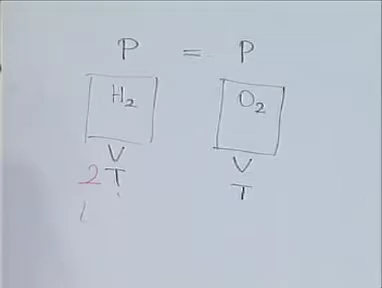 P = P
H₂ O₂
V V
2T T